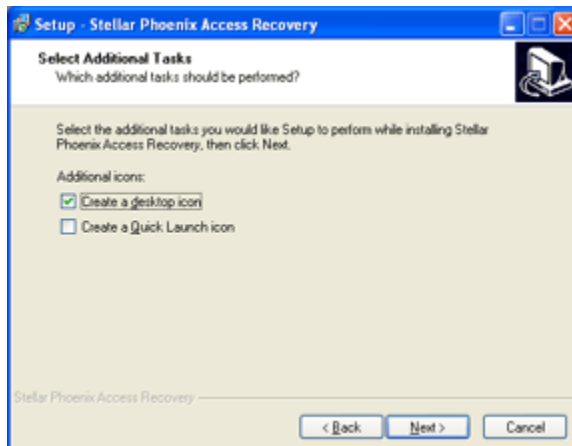 Setup - Stellar Phoenix Access Recovery
Select Additional Tasks
Which additional tasks should be performed?
Select the additional tasks you would like Setup to perform while installing Stellar
Phoenix Access Recovery, then click Next.
Additional icons:
Create a desktop icon
Create a Quick Launch icon
Stellar Phoenix Access Recovery
< Back Next > Cancel